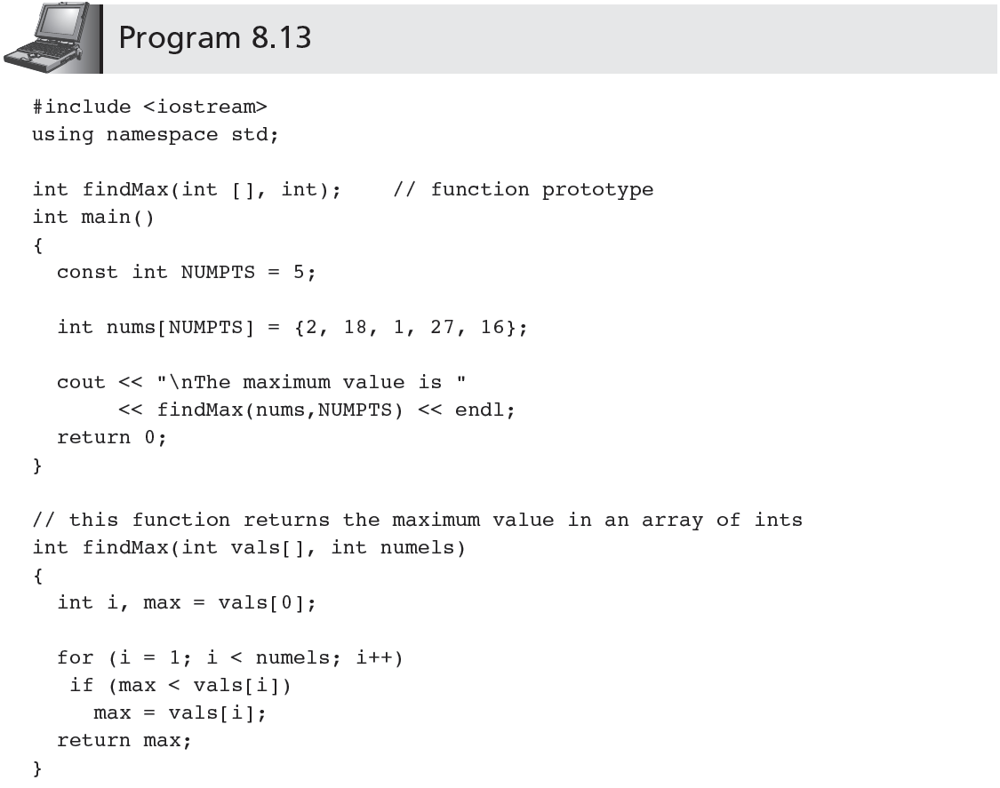 Program 8.13
#include <iostream>
using namespace std;
int findMax(int [], int);    // function prototype
int main()
{
  const int NUMPTS = 5;
  int nums[NUMPTS] = {2, 18, 1, 27, 16};
  cout << "\nThe maximum value is "
       << findMax(nums,NUMPTS) << endl;
  return 0;
}
// this function returns the maximum value in an array of ints
int findMax(int vals[], int numels)
{
  int i, max = vals[0];
  for (i = 1; i < numels; i++)
   if (max < vals[i])
     max = vals[i];
  return max;
}